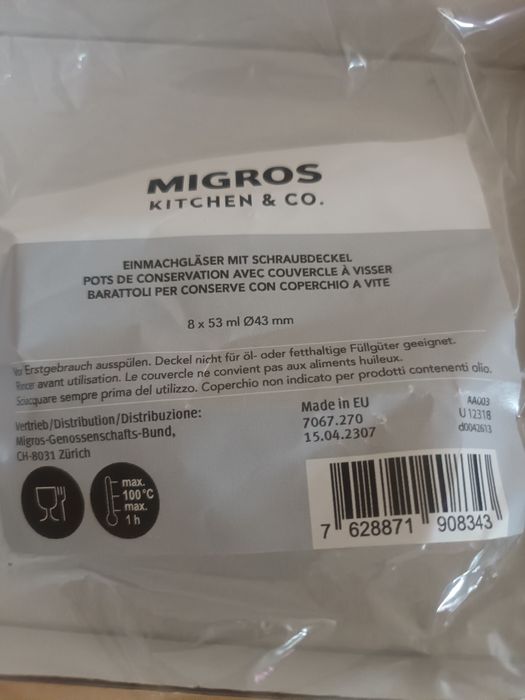 MIGROS
KITCHEN & CO.
EINMACHGLÄSER MIT SCHRAUBDECKEL
POTS DE CONSERVATION AVEC COUVERCLE À VISSER
BARATTOLI PER CONSERVE CON COPERCHIO A VITE
8 x 53 ml Ø43 mm
Vor Erstgebrauch ausspülen. Deckel nicht für öl- oder fetthaltige Füllgüter geeignet.
Rincer avant utilisation. Le couvercle ne convient pas aux aliments huileux.
Sciacquare sempre prima del utilizzo. Coperchio non indicato per prodotti contenenti olio.
Vertrieb/Distribution/Distribuzione:
Migros-Genossenschafts-Bund,
CH-8031 Zürich
Made in EU
7067.270
15.04.2307
AA003
U 12318
d0042613
max.
100°C
max.
1 h
7 628871 908343